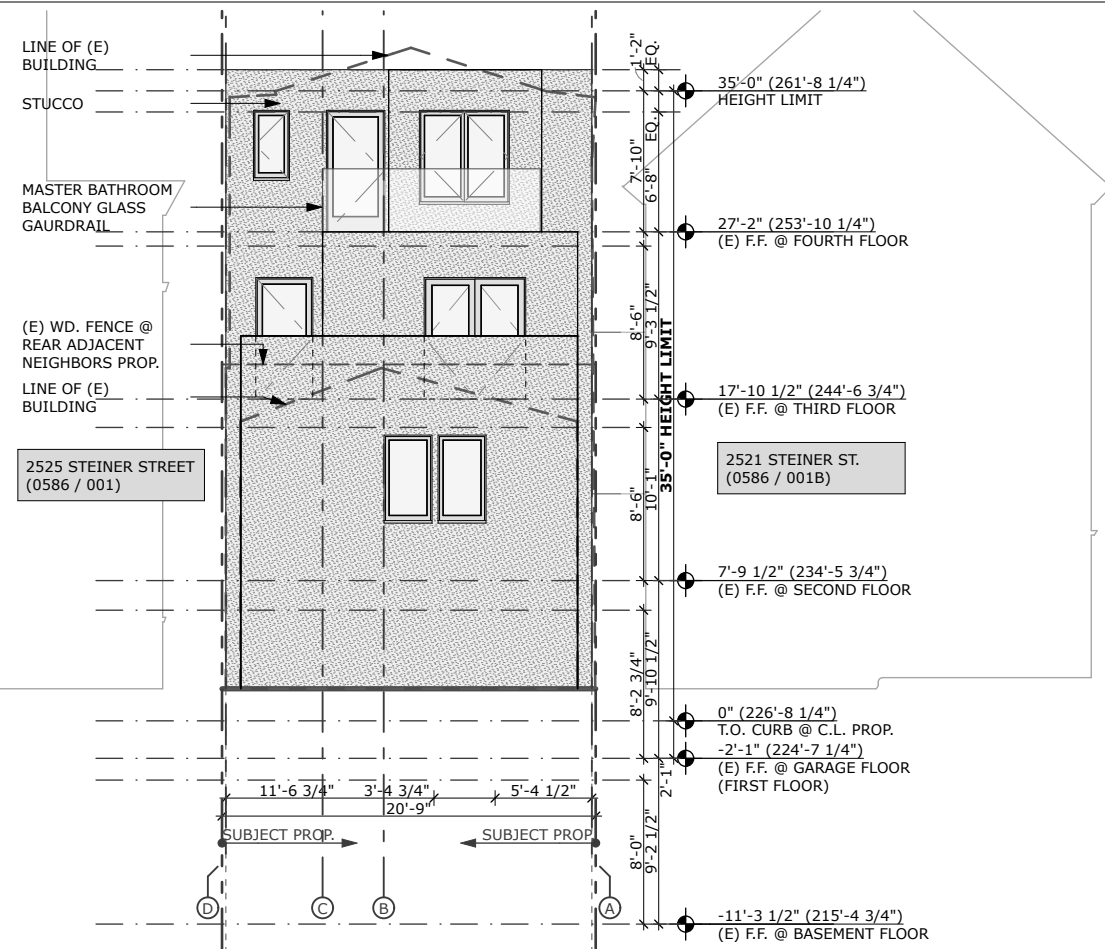 LINE OF (E)
BUILDING
STUCCO
MASTER BATHROOM
BALCONY GLASS
GAURDRAIL
(E) WD. FENCE @
REAR ADJACENT
NEIGHBORS PROP.
LINE OF (E)
BUILDING
2525 STEINER STREET
(0586 / 001)
1'-2"
EQ.
EQ.
7'-10"
6'-8"
8'-6"
9'-3 1/2"
35'-0" HEIGHT LIMIT
8'-6"
10'-1"
8'-2 3/4"
9'-10 1/2"
2'-1"
8'-0"
9'-2 1/2"
35'-0" (261'-8 1/4")
HEIGHT LIMIT
27'-2" (253'-10 1/4")
(E) F.F. @ FOURTH FLOOR
17'-10 1/2" (244'-6 3/4")
(E) F.F. @ THIRD FLOOR
2521 STEINER ST.
(0586 / 001B)
7'-9 1/2" (234'-5 3/4")
(E) F.F. @ SECOND FLOOR
0" (226'-8 1/4")
T.O. CURB @ C.L. PROP.
-2'-1" (224'-7 1/4")
(E) F.F. @ GARAGE FLOOR
(FIRST FLOOR)
-11'-3 1/2" (215'-4 3/4")
(E) F.F. @ BASEMENT FLOOR
11'-6 3/4" 3'-4 3/4" 5'-4 1/2"
20'-9"
SUBJECT PROP. SUBJECT PROP
D C B A